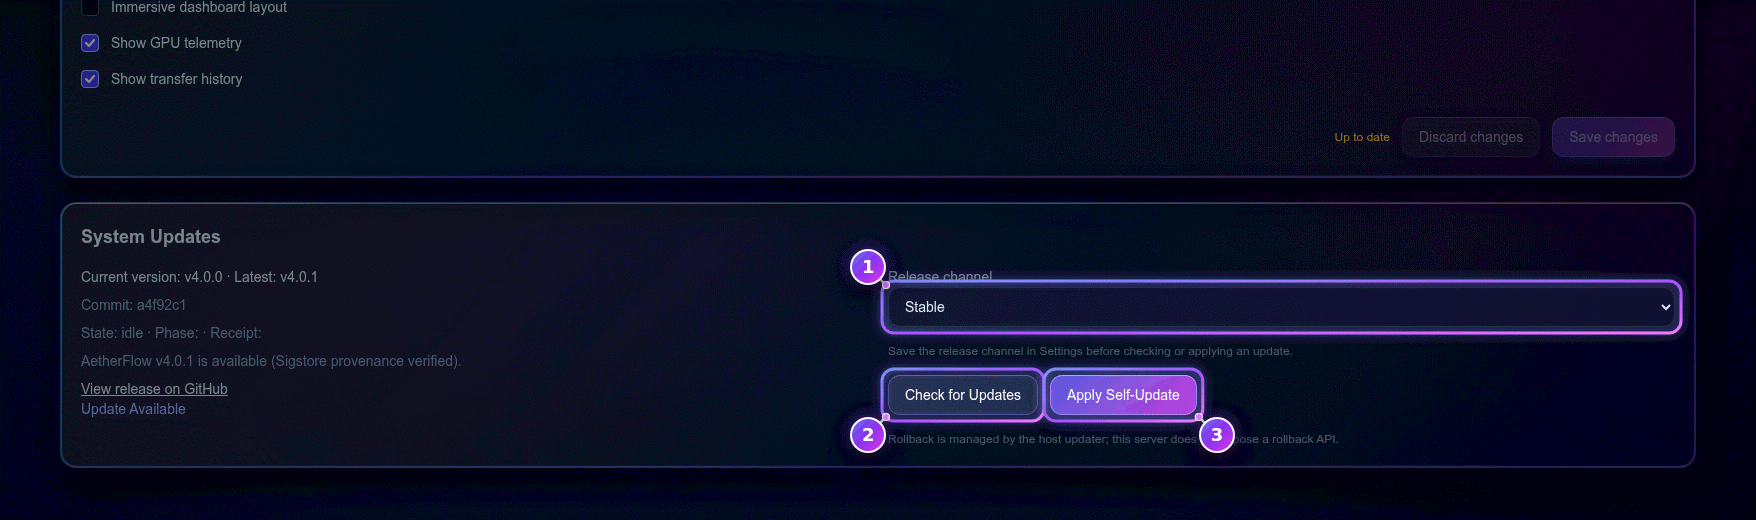 Immersive dashboard layout
Show GPU telemetry
Show transfer history
Up to date
Discard changes
Save changes
System Updates
Current version: v4.0.0 · Latest: v4.0.1
Commit: a4f92c1
State: idle · Phase: · Receipt:
AetherFlow v4.0.1 is available (Sigstore provenance verified).
View release on GitHub
Update Available
1
Release channel
Stable
Save the release channel in Settings before checking or applying an update.
Check for Updates
Apply Self-Update
2
3
Rollback is managed by the host updater; this server does a rollback API.